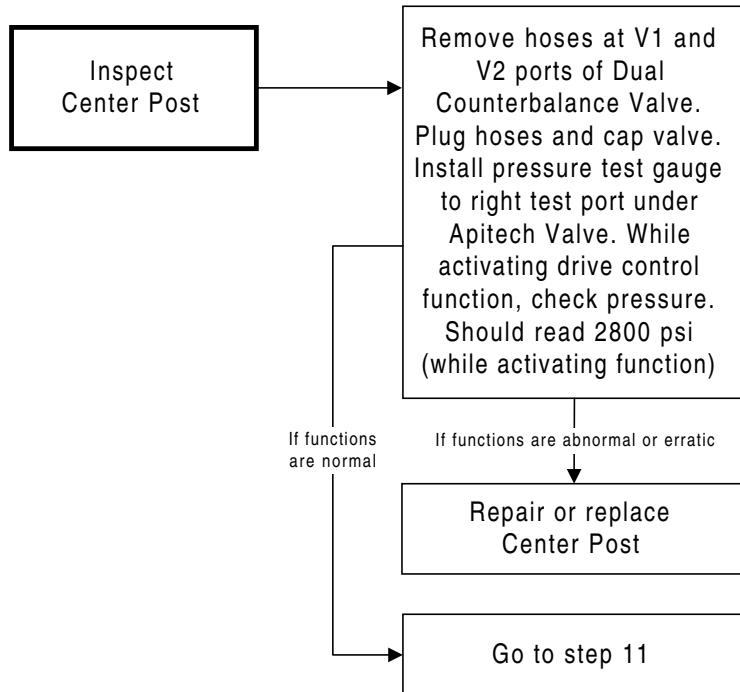 Inspect
Center Post
Remove hoses at V1 and
V2 ports of Dual
Counterbalance Valve.
Plug hoses and cap valve.
Install pressure test gauge
to right test port under
Apitech Valve. While
activating drive control
function, check pressure.
Should read 2800 psi
(while activating function)
If functions
are normal
If functions are abnormal or erratic
Repair or replace
Center Post
Go to step 11